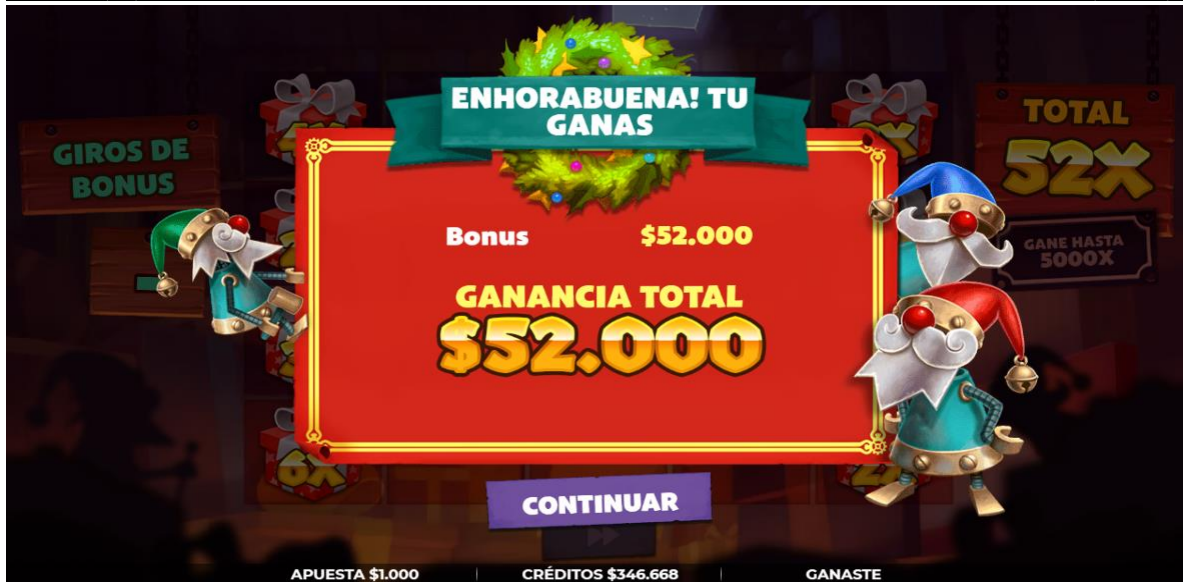 ENHORABUENA! TU
GANAS
GIROS DE
BONUS
TOTAL
52X
GANE HASTA
5000X
Bonus $52.000
GANANCIA TOTAL
$52.000
6X
CONTINUAR
APUESTA $1.000 CRÉDITOS $346.668 GANASTE